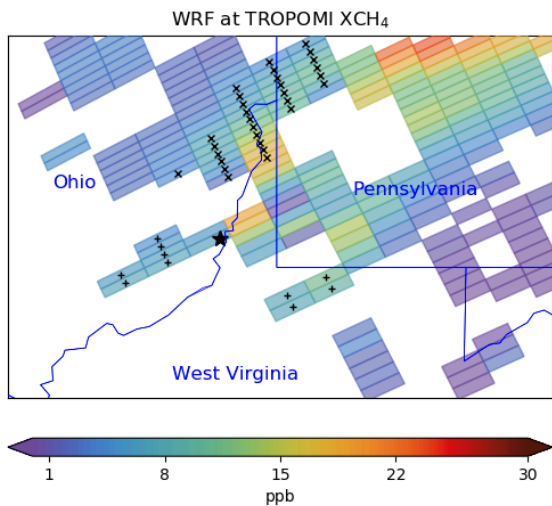 WRF at TROPOMI XCH₄
Ohio
Pennsylvania
West Virginia
1 8 15 22 30
ppb